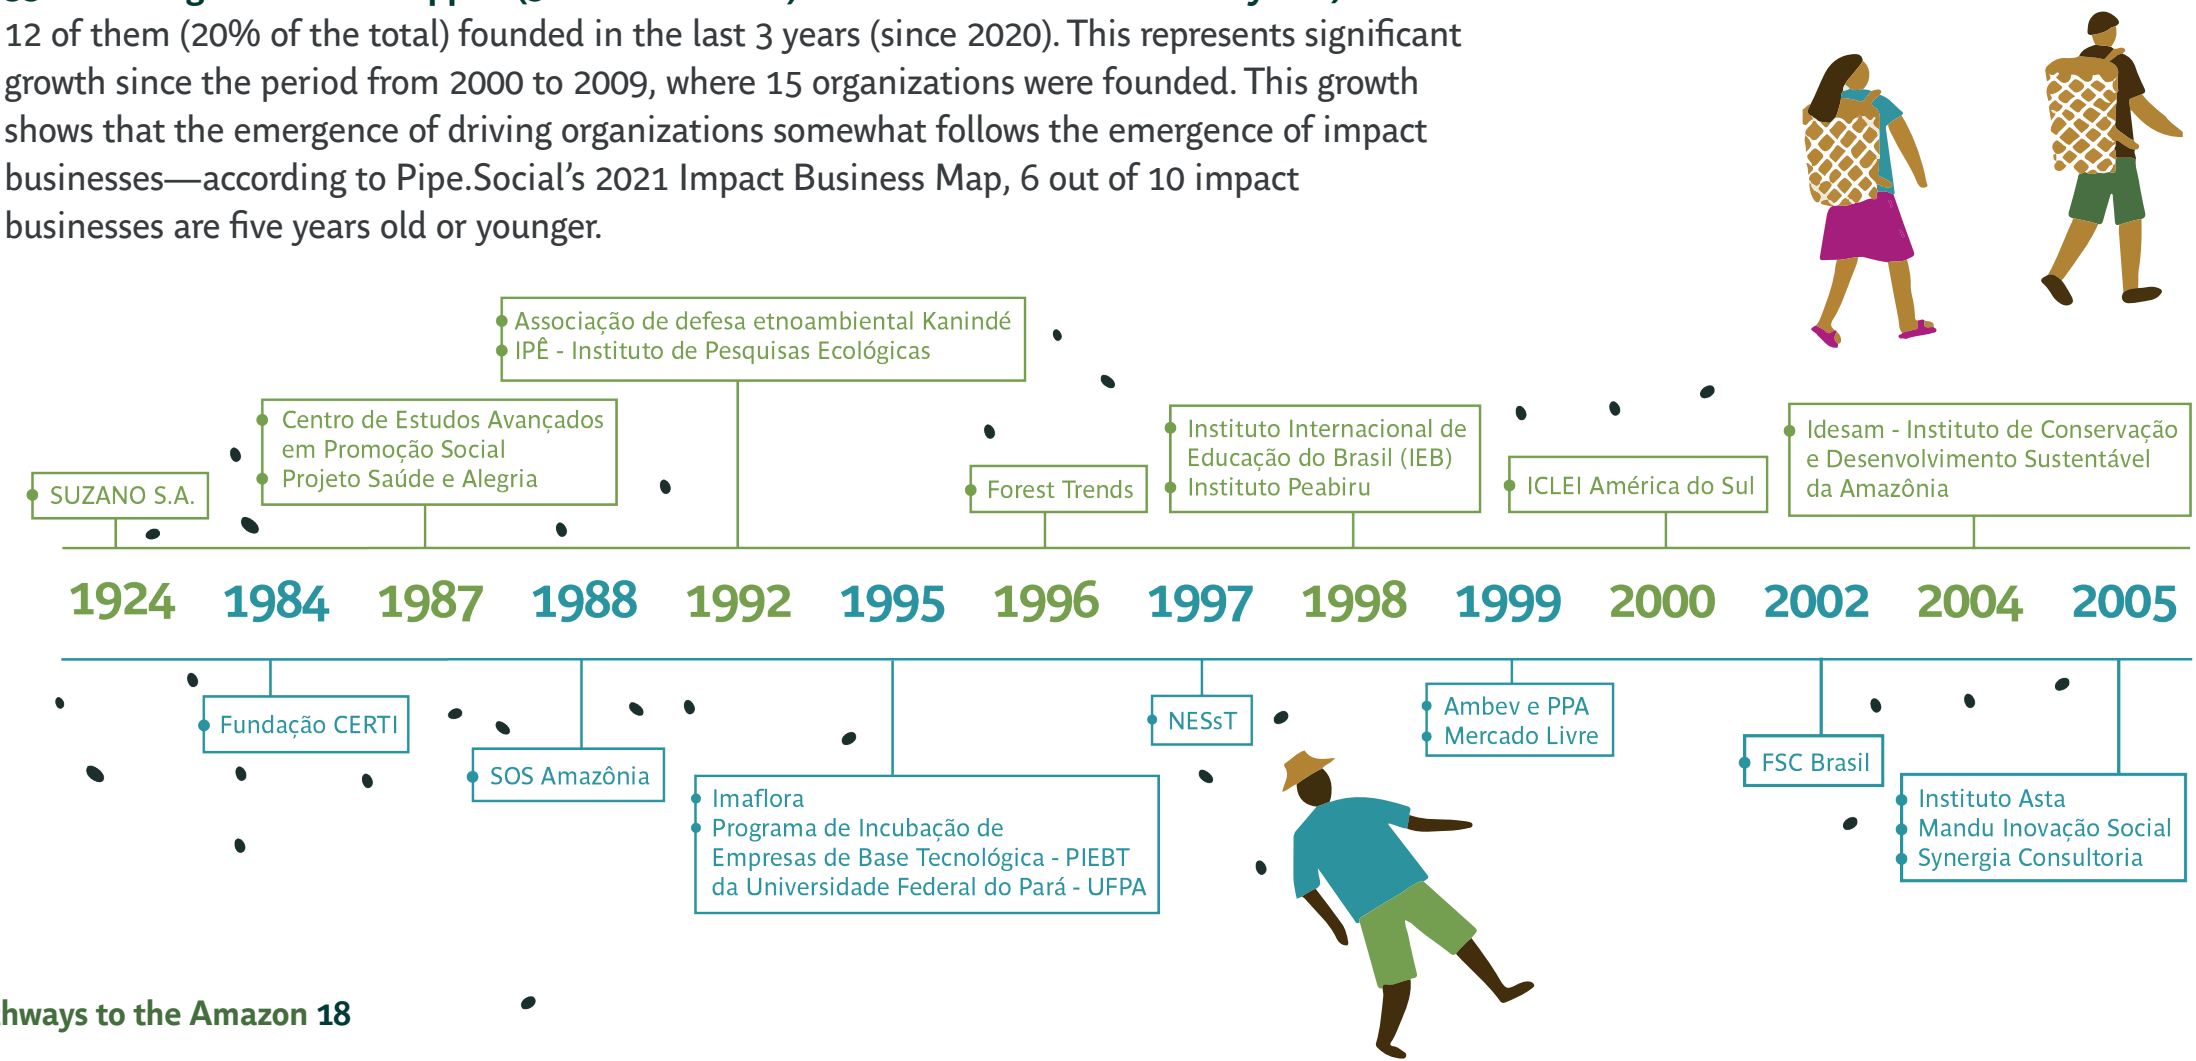 12 of them (20% of the total) founded in the last 3 years (since 2020). This represents significant
growth since the period from 2000 to 2009, where 15 organizations were founded. This growth
shows that the emergence of driving organizations somewhat follows the emergence of impact
businesses—according to Pipe.Social’s 2021 Impact Business Map, 6 out of 10 impact
businesses are five years old or younger.
Associação de defesa etnoambiental Kanindé
IPÊ - Instituto de Pesquisas Ecológicas
Centro de Estudos Avançados
em Promoção Social
Projeto Saúde e Alegria
SUZANO S.A.
Forest Trends
Instituto Internacional de
Educação do Brasil (IEB)
Instituto Peabiru
ICLEI América do Sul
Idesam - Instituto de Conservação
e Desenvolvimento Sustentável
da Amazônia
1924 1984 1987 1988 1992 1995 1996 1997 1998 1999 2000 2002 2004 2005
Fundação CERTI
SOS Amazônia
Imaflora
Programa de Incubação de
Empresas de Base Tecnológica - PIEBT
da Universidade Federal do Pará - UFPA
NESsT
Ambev e PPA
Mercado Livre
FSC Brasil
Instituto Asta
Mandu Inovação Social
Synergia Consultoria
hways to the Amazon 18